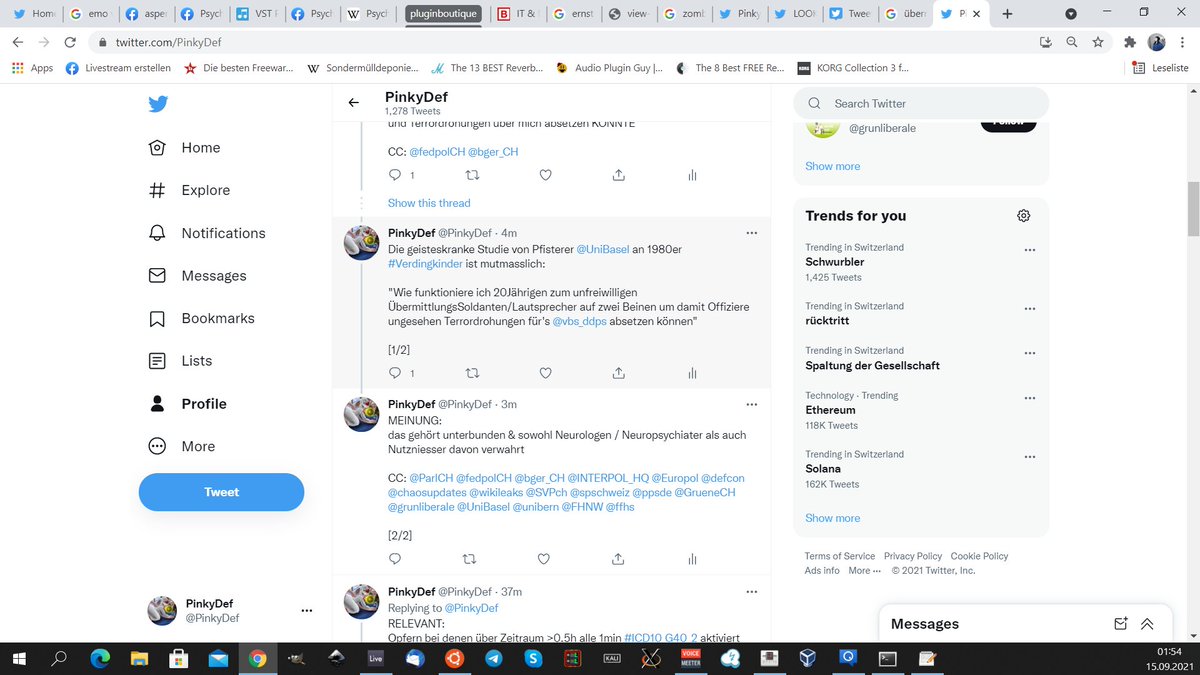 Home
emo
asper
Psych
VST P
Psych
Psych
pluginboutique
IT &
ernst
view-
zomb
Pinky
LOOK
Twee
überr
twitter.com/PinkyDef
Apps
Livestream erstellen
Die besten Freewar...
Sondermülldeponie...
The 13 BEST Reverb...
Audio Plugin Guy |...
The 8 Best FREE Re...
KORG Collection 3 f...
Leseliste
Home
Explore
Notifications
Messages
Bookmarks
Lists
Profile
More
Tweet
PinkyDef
@PinkyDef
PinkyDef
1,278 Tweets
und Terrordrohungen über mich absetzen KÖNNTE
CC: @fedpolCH @bger_CH
1
Show this thread
PinkyDef @PinkyDef · 4m
Die geisteskranke Studie von Pfisterer @UniBasel an 1980er
#Verdingkinder ist mutmasslich:
"Wie funktioniere ich 20Jährigen zum unfreiwilligen
ÜbermittlungsSoldanten/Lautsprecher auf zwei Beinen um damit Offiziere
ungesehen Terrordrohungen für's @vbs_ddps absetzen können"
[1/2]
1
PinkyDef @PinkyDef · 3m
MEINUNG:
das gehört unterbunden & sowohl Neurologen / Neuropsychiater als auch
Nutzniesser davon verwahrt
CC: @ParlCH @fedpolCH @bger_CH @INTERPOL_HQ @Europol @defcon
@chaosupdates @wikileaks @SVPch @spschweiz @ppsde @GrueneCH
@grunliberale @UniBasel @unibern @FHNW @ffhs
[2/2]
PinkyDef @PinkyDef · 37m
Replying to @PinkyDef
RELEVANT:
Opfern bei denen über Zeitraum >0.5h alle 1min #ICD10 G40_2 aktiviert
Search Twitter
@grunliberale
Follow
Show more
Trends for you
Trending in Switzerland
Schwurbler
1,425 Tweets
Trending in Switzerland
rücktritt
Trending in Switzerland
Spaltung der Gesellschaft
Technology · Trending
Ethereum
118K Tweets
Trending in Switzerland
Solana
162K Tweets
Show more
Terms of Service Privacy Policy Cookie Policy
Ads info More ··· © 2021 Twitter, Inc.
Messages
Live
KALI
VOICE
MEETER
01:54
15.09.2021